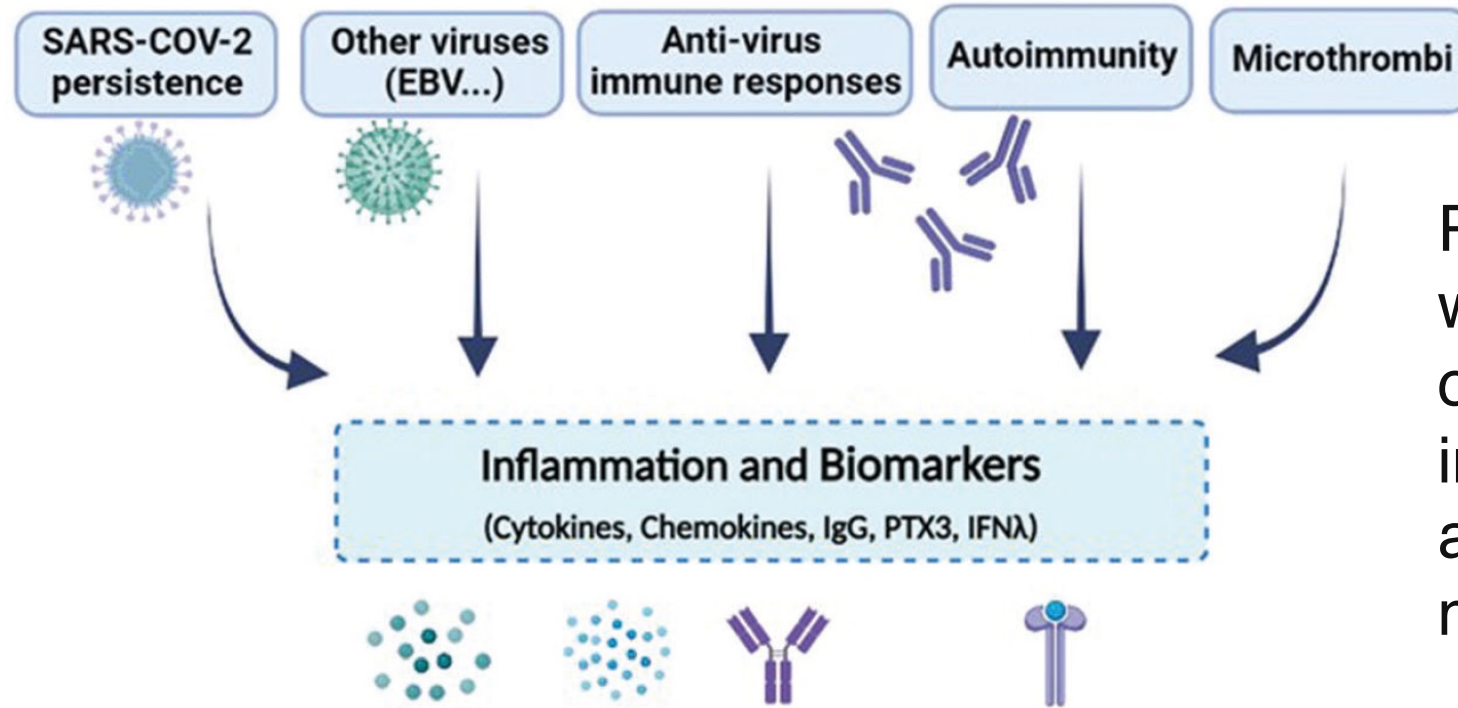 SARS-COV-2
persistence
Other viruses
(EBV...)
Anti-virus
immune responses
Autoimmunity
Microthrombi
Inflammation and Biomarkers
(Cytokines, Chemokines, IgG, PTX3, IFNλ)